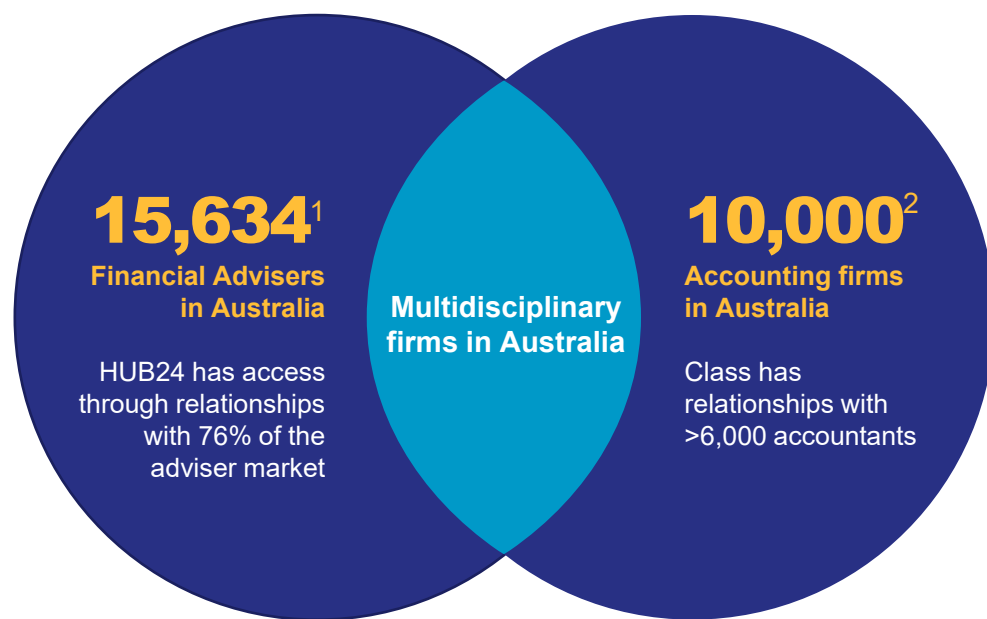 15,634¹
Financial Advisers
in Australia
HUB24 has access
through relationships
with 76% of the
adviser market
Multidisciplinary
firms in Australia
10,000²
Accounting firms
in Australia
Class has
relationships with
>6,000 accountants